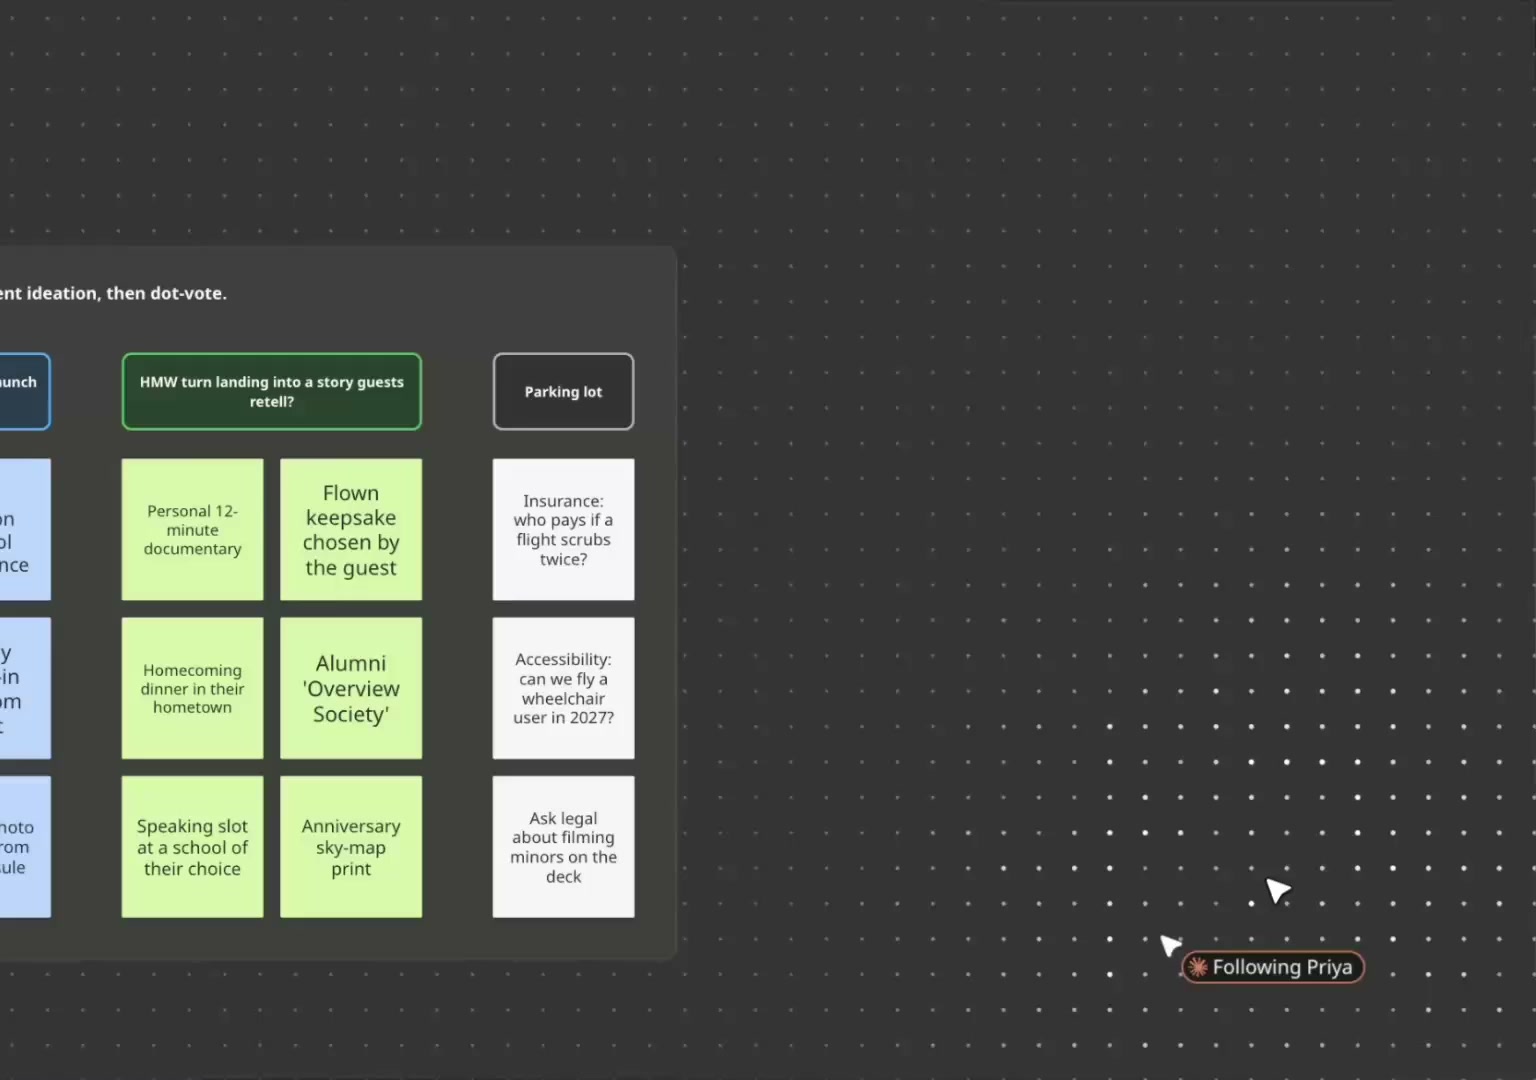 ent ideation, then dot-vote.
HMW turn landing into a story guests
retell?
Parking lot
Personal 12-
minute
documentary
Flown
keepsake
chosen by
the guest
Insurance:
who pays if a
flight scrubs
twice?
Homecoming
dinner in their
hometown
Alumni
'Overview
Society'
Accessibility:
can we fly a
wheelchair
user in 2027?
Speaking slot
at a school of
their choice
Anniversary
sky-map
print
Ask legal
about filming
minors on the
deck
Following Priya